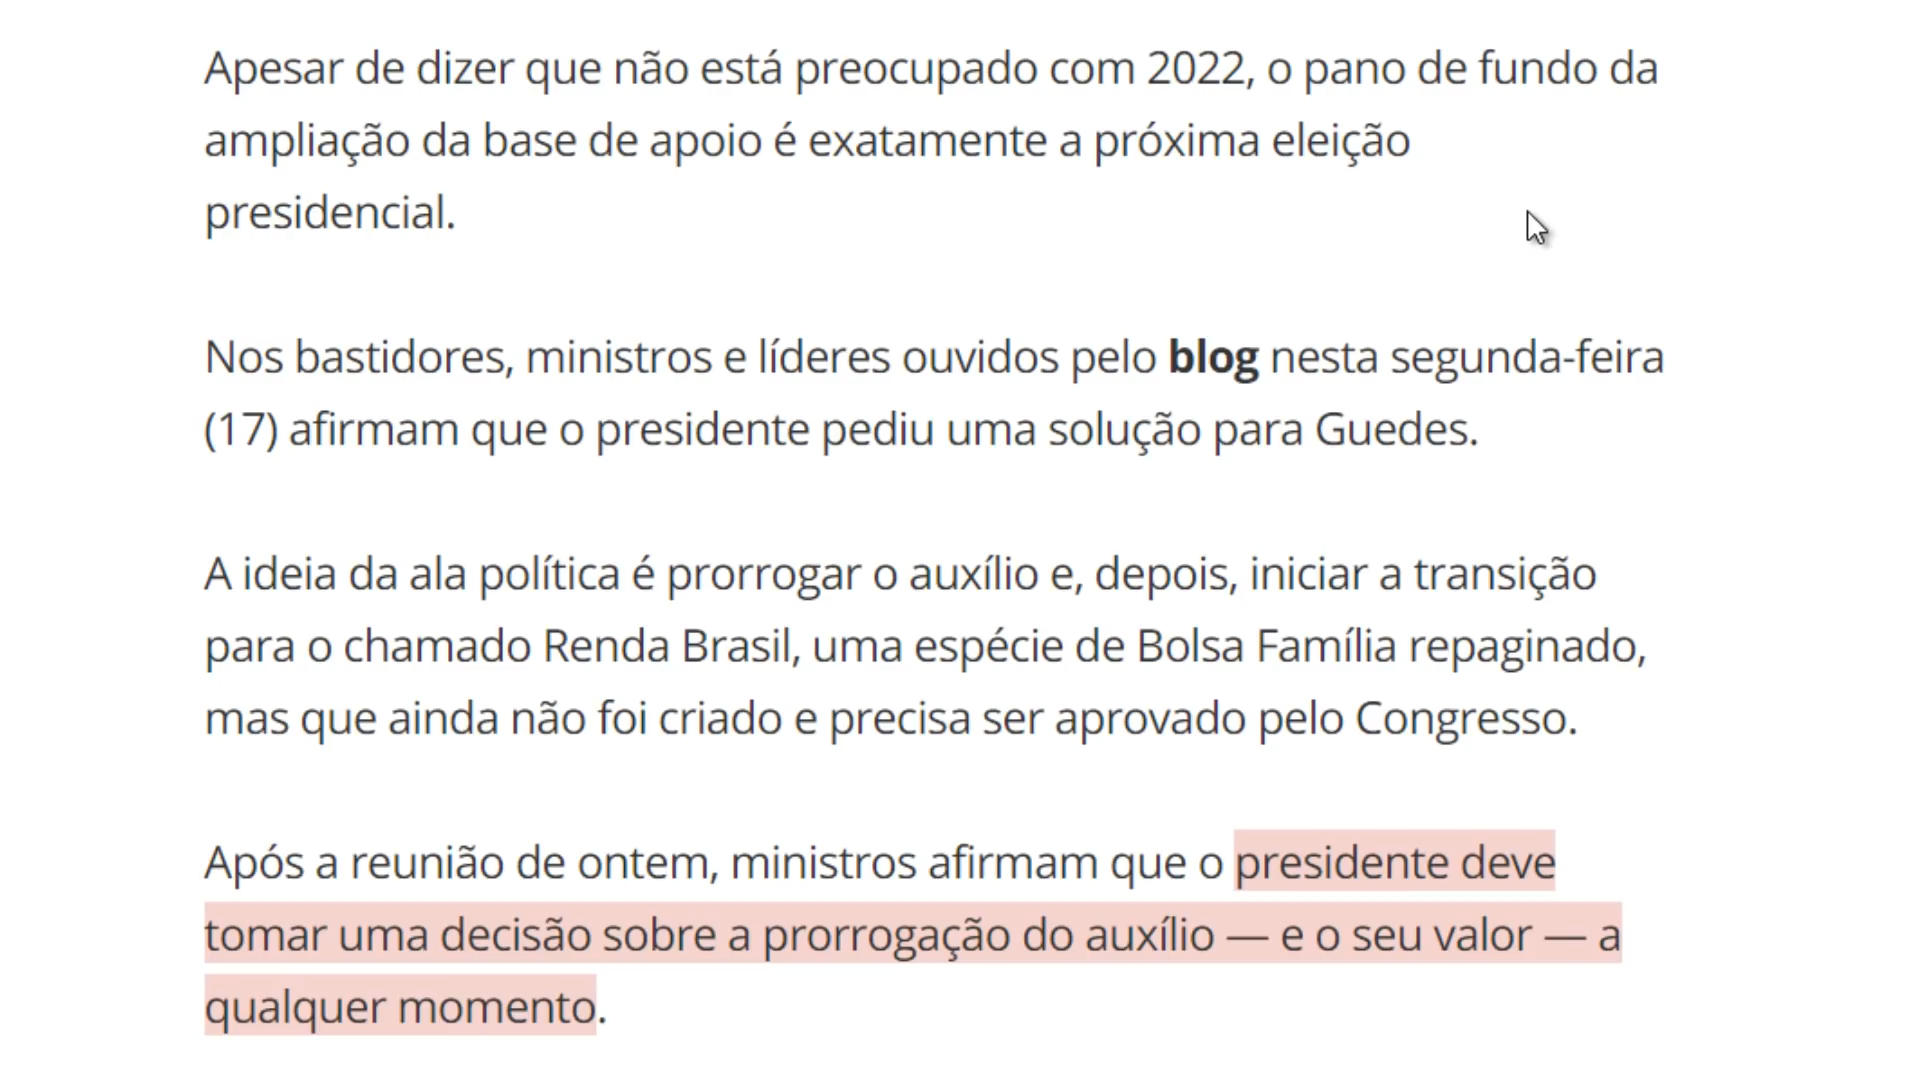 Apesar de dizer que não está preocupado com 2022, o pano de fundo da
ampliação da base de apoio é exatamente a próxima eleição
presidencial.
Nos bastidores, ministros e líderes ouvidos pelo blog nesta segunda-feira
(17) afirmam que o presidente pediu uma solução para Guedes.
A ideia da ala política é prorrogar o auxílio e, depois, iniciar a transição
para o chamado Renda Brasil, uma espécie de Bolsa Família repaginado,
mas que ainda não foi criado e precisa ser aprovado pelo Congresso.
Após a reunião de ontem, ministros afirmam que o presidente deve
tomar uma decisão sobre a prorrogação do auxílio — e o seu valor — a
qualquer momento.